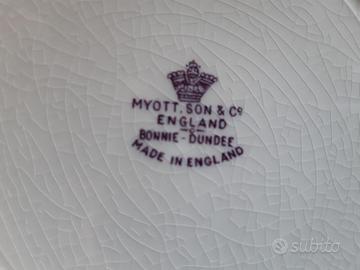 MYOTT, SON & Co
ENGLAND
BONNIE-DUNDEE
MADE IN ENGLAND
subito